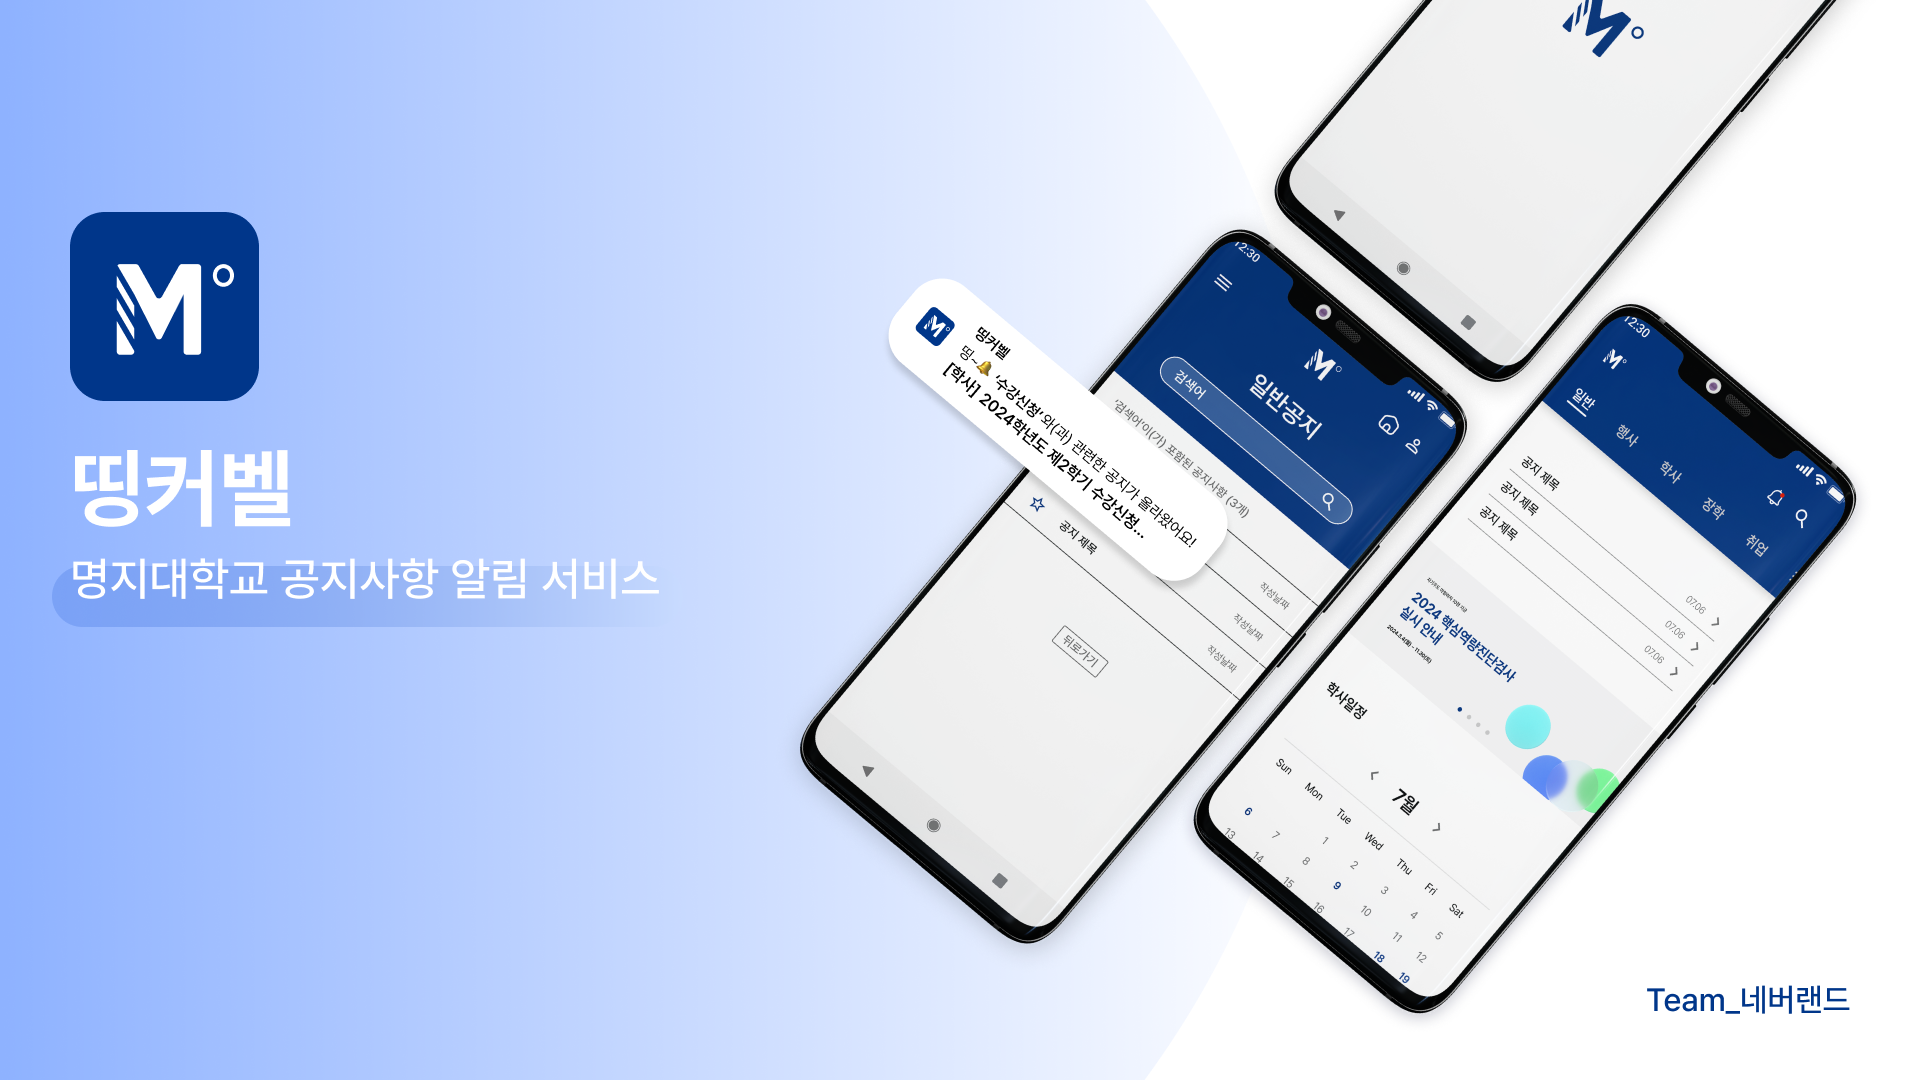 M°
띵커벨
명지대학교 공지사항 알림 서비스
띵커벨
띵~🔔 '수강신청'와(과) 관련한 공지가 올라왔어요!
[학사] 2024학년도 제2학기 수강신청...
12:30
M°
일반공지
검색어
'검색어'이(가) 포함된 공지사항 (3개)
작성날짜
작성날짜
공지 제목
작성날짜
뒤로가기
M°
12:30
M°
일반 행사 학사 장학 취업
공지 제목 07.06
공지 제목 07.06
공지 제목 07.06
2024 핵심역량진단검사
실시 안내
학사일정
7월
Sun Mon Tue Wed Thu Fri Sat
1 2 3 4 5
6 7 8 9 10 11 12
13 14 15 16 17 18 19
Team_네버랜드